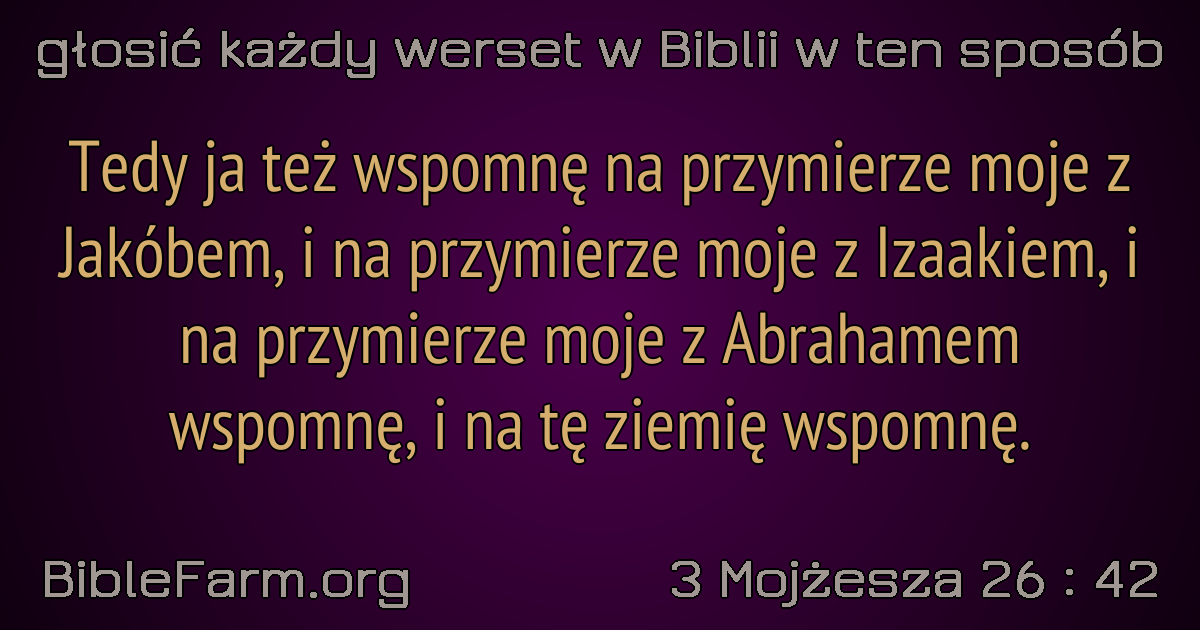 głosić każdy werset w Biblii w ten sposób
Tedy ja też wspomnę na przymierze moje z
Jakóbem, i na przymierze moje z Izaakiem, i
na przymierze moje z Abrahamem
wspomnę, i na tę ziemię wspomnę.
BibleFarm.org
3 Mojżesza 26 : 42